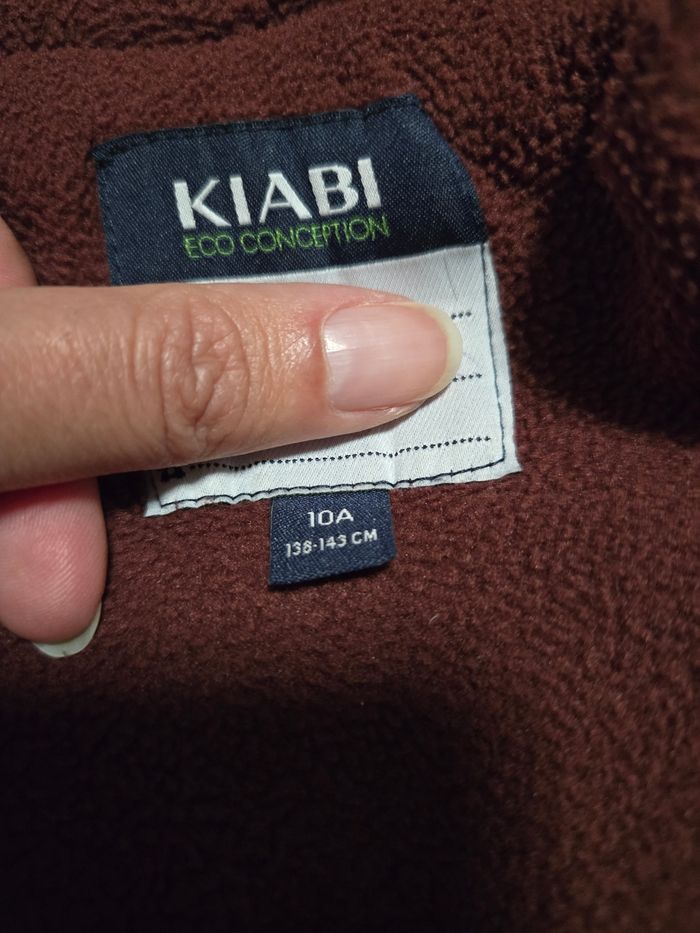 KIABI
ECO CONCEPTION
10A
138-143 CM